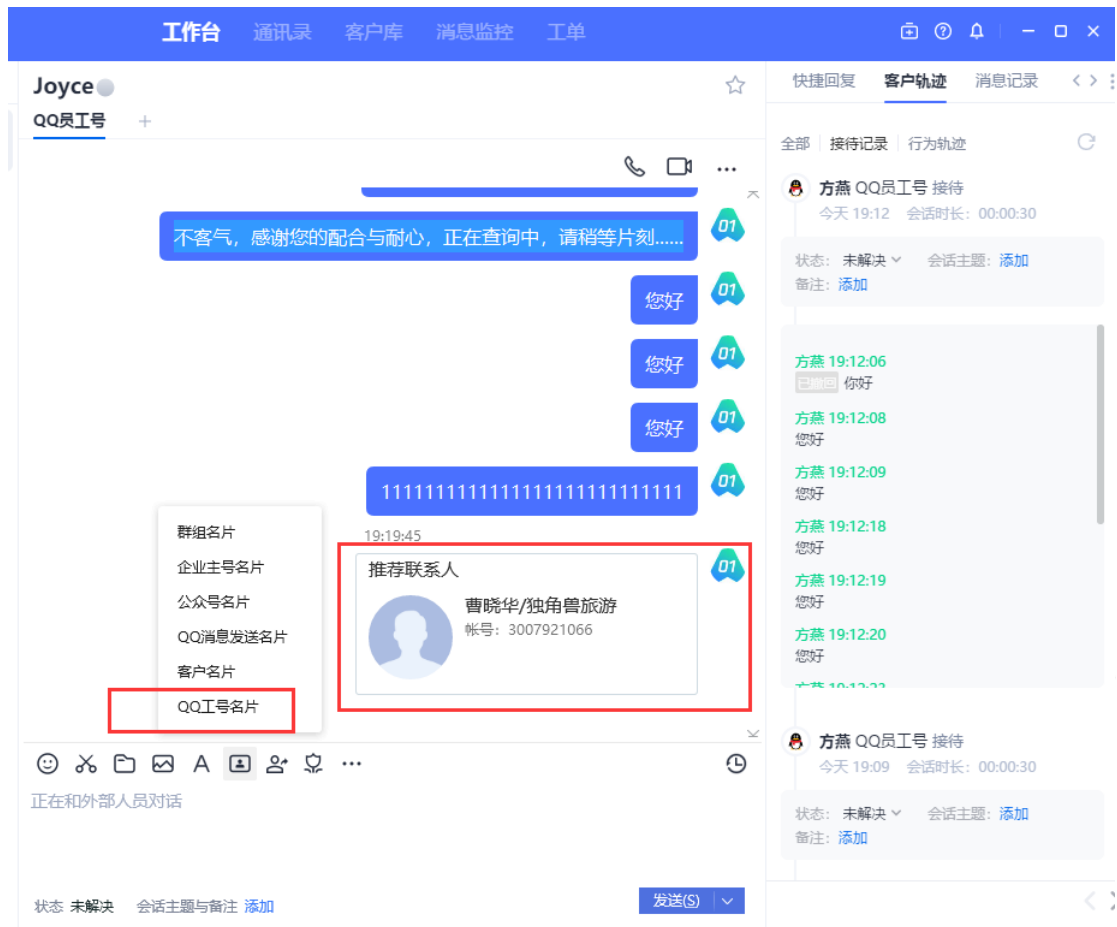 工作台 通讯录 客户库 消息监控 工单
Joyce
QQ员工号
不客气，感谢您的配合与耐心，正在查询中，请稍等片刻......
您好
您好
您好
1111111111111111111111111111
19:19:45
推荐联系人
曹晓华/独角兽旅游
帐号：3007921066
群组名片
企业主号名片
公众号名片
QQ消息发送名片
客户名片
QQ工号名片
正在和外部人员对话
状态 未解决 会话主题与备注 添加
发送(S)
快捷回复 客户轨迹 消息记录
全部 接待记录 行为轨迹
方燕 QQ员工号 接待
今天 19:12 会话时长：00:00:30
状态： 未解决 会话主题：添加
备注：添加
方燕 19:12:06
已撤回 你好
方燕 19:12:08
您好
方燕 19:12:09
您好
方燕 19:12:18
您好
方燕 19:12:19
您好
方燕 19:12:20
您好
方燕 19:12:23
方燕 QQ员工号 接待
今天 19:09 会话时长：00:00:30
状态： 未解决 会话主题：添加
备注：添加